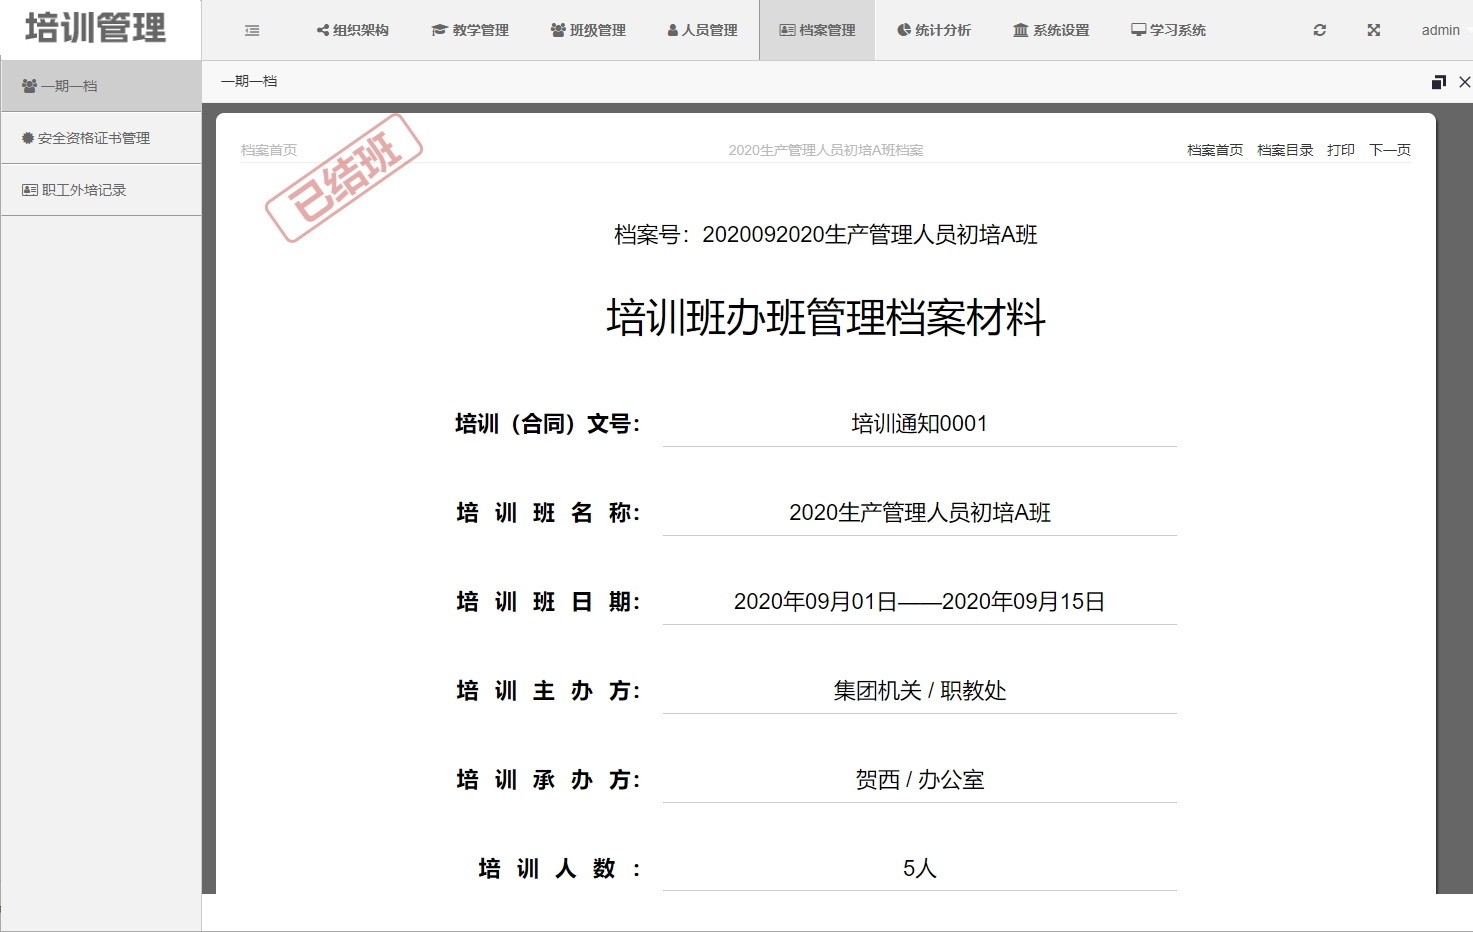 培训管理
组织架构 教学管理 班级管理 人员管理 档案管理 统计分析 系统设置 学习系统 admin
一期一档
安全资格证书管理
职工外培记录
一期一档
档案首页 2020生产管理人员初培A班档案 档案首页 档案目录 打印 下一页
已结班
档案号：2020092020生产管理人员初培A班
培训班办班管理档案材料
培训（合同）文号： 培训通知0001
培 训 班 名 称： 2020生产管理人员初培A班
培 训 班 日 期： 2020年09月01日——2020年09月15日
培 训 主 办 方： 集团机关 / 职教处
培 训 承 办 方： 贺西 / 办公室
培 训 人 数 ： 5人